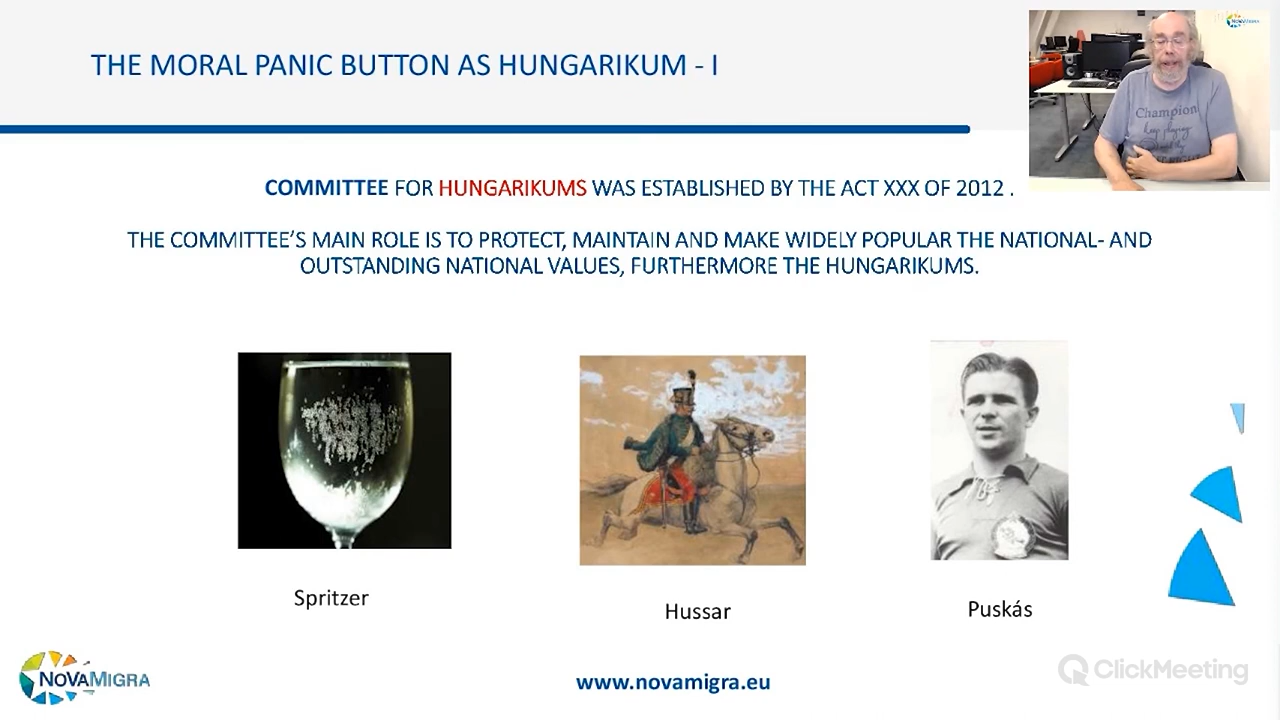 THE MORAL PANIC BUTTON AS HUNGARIKUM - I
Champion
keep playing
COMMITTEE FOR HUNGARIKUMS WAS ESTABLISHED BY THE ACT XXX OF 2012 .
THE COMMITTEE'S MAIN ROLE IS TO PROTECT, MAINTAIN AND MAKE WIDELY POPULAR THE NATIONAL- AND
OUTSTANDING NATIONAL VALUES, FURTHERMORE THE HUNGARIKUMS.
Spritzer
Hussar
Puskás
NOVAMIGRA
www.novamigra.eu
ClickMeeting